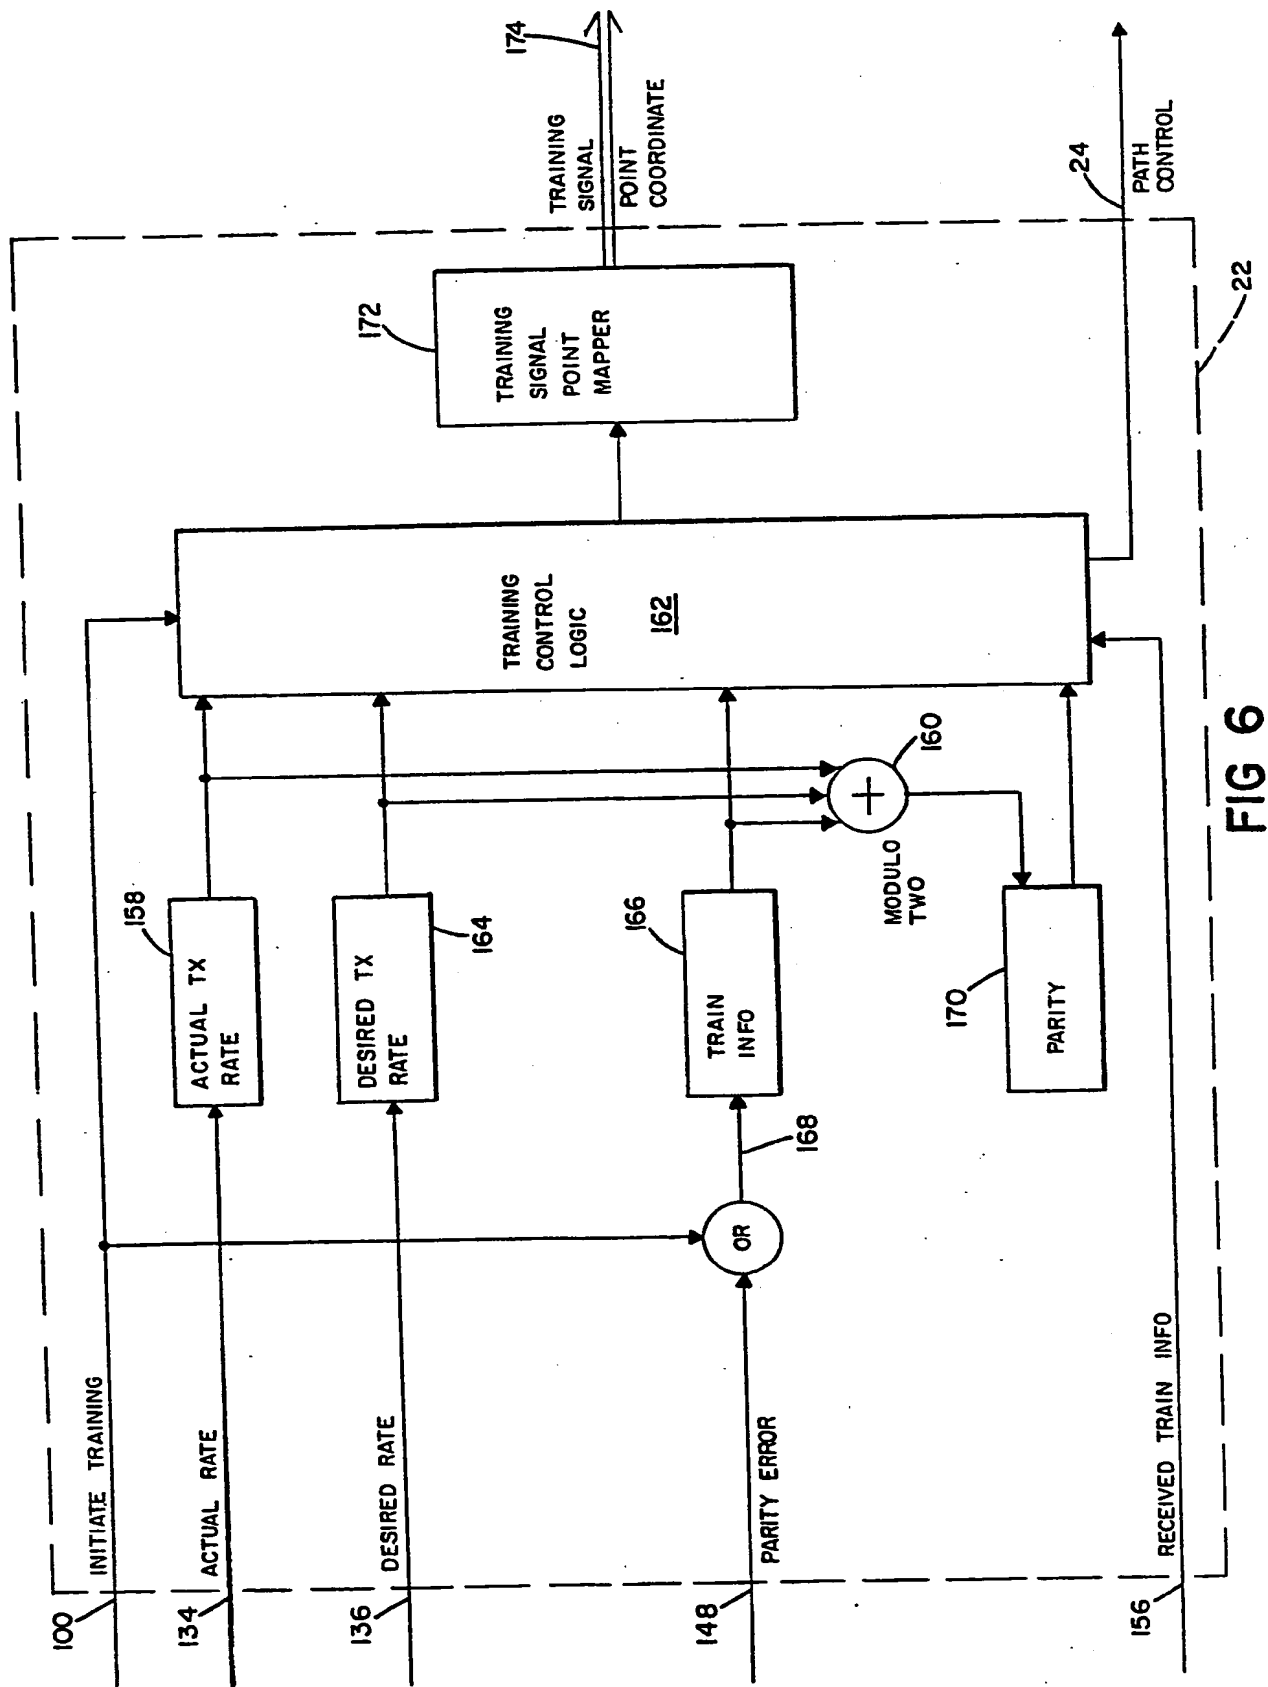 100
INITIATE TRAINING
134
ACTUAL RATE
136
DESIRED RATE
148
PARITY ERROR
156
RECEIVED TRAIN INFO
OR
168
158
ACTUAL TX
RATE
164
DESIRED TX
RATE
166
TRAIN
INFO
170
PARITY
MODULO
TWO
160
TRAINING
CONTROL
LOGIC
162
172
TRAINING
SIGNAL
POINT
MAPPER
TRAINING
SIGNAL
POINT
COORDINATE
174
24
PATH
CONTROL
22
FIG 6